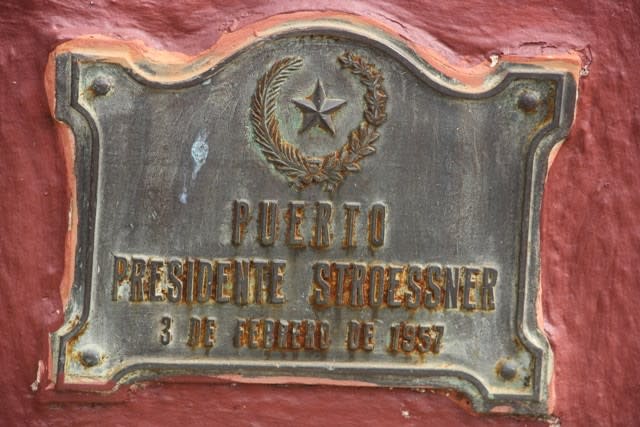 PUERTO
PRESIDENTE STROESSNER
3 DE FEBRERO DE 1957